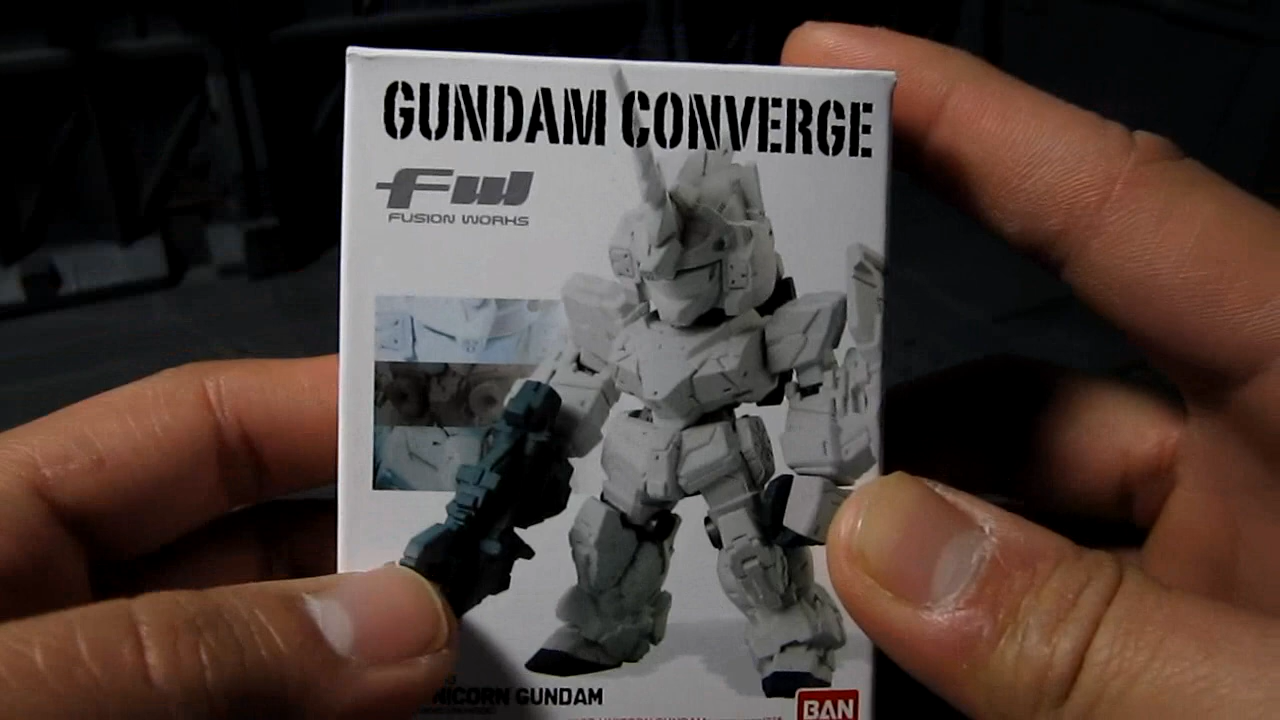 GUNDAM CONVERGE
FW
FUSION WORKS
NICORN GUNDAM
BAN